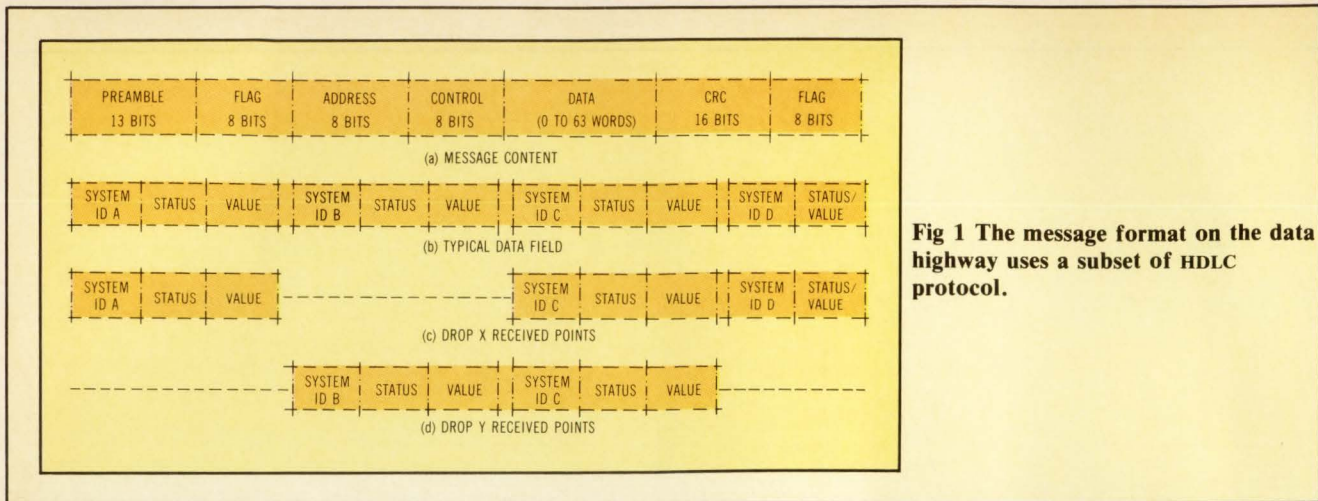 PREAMBLE FLAG ADDRESS CONTROL DATA CRC FLAG
13 BITS 8 BITS 8 BITS 8 BITS (0 TO 63 WORDS) 16 BITS 8 BITS
(a) MESSAGE CONTENT
SYSTEM SYSTEM SYSTEM SYSTEM STATUS/
ID A STATUS VALUE ID B STATUS VALUE ID C STATUS VALUE ID D VALUE
(b) TYPICAL DATA FIELD
SYSTEM SYSTEM SYSTEM STATUS/
ID A STATUS VALUE ID C STATUS VALUE ID D VALUE
(c) DROP X RECEIVED POINTS
SYSTEM SYSTEM
ID B STATUS VALUE ID C STATUS VALUE
(d) DROP Y RECEIVED POINTS
Fig 1 The message format on the data
highway uses a subset of HDLC
protocol.